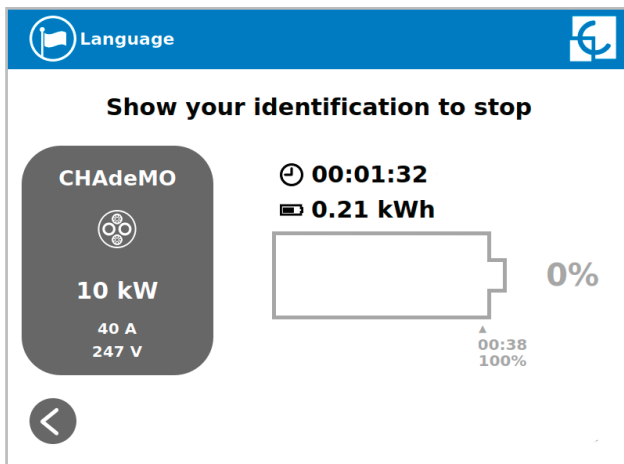 Language
Show your identification to stop
CHAdeMO
10 kW
40 A
247 V
00:01:32
0.21 kWh
0%
00:38
100%